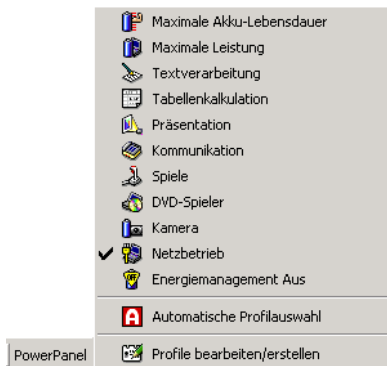 Maximale Akku-Lebensdauer
Maximale Leistung
Textverarbeitung
Tabellenkalkulation
Präsentation
Kommunikation
Spiele
DVD-Spieler
Kamera
Netzbetrieb
Energiemanagement Aus
Automatische Profilauswahl
PowerPanel
Profile bearbeiten/erstellen